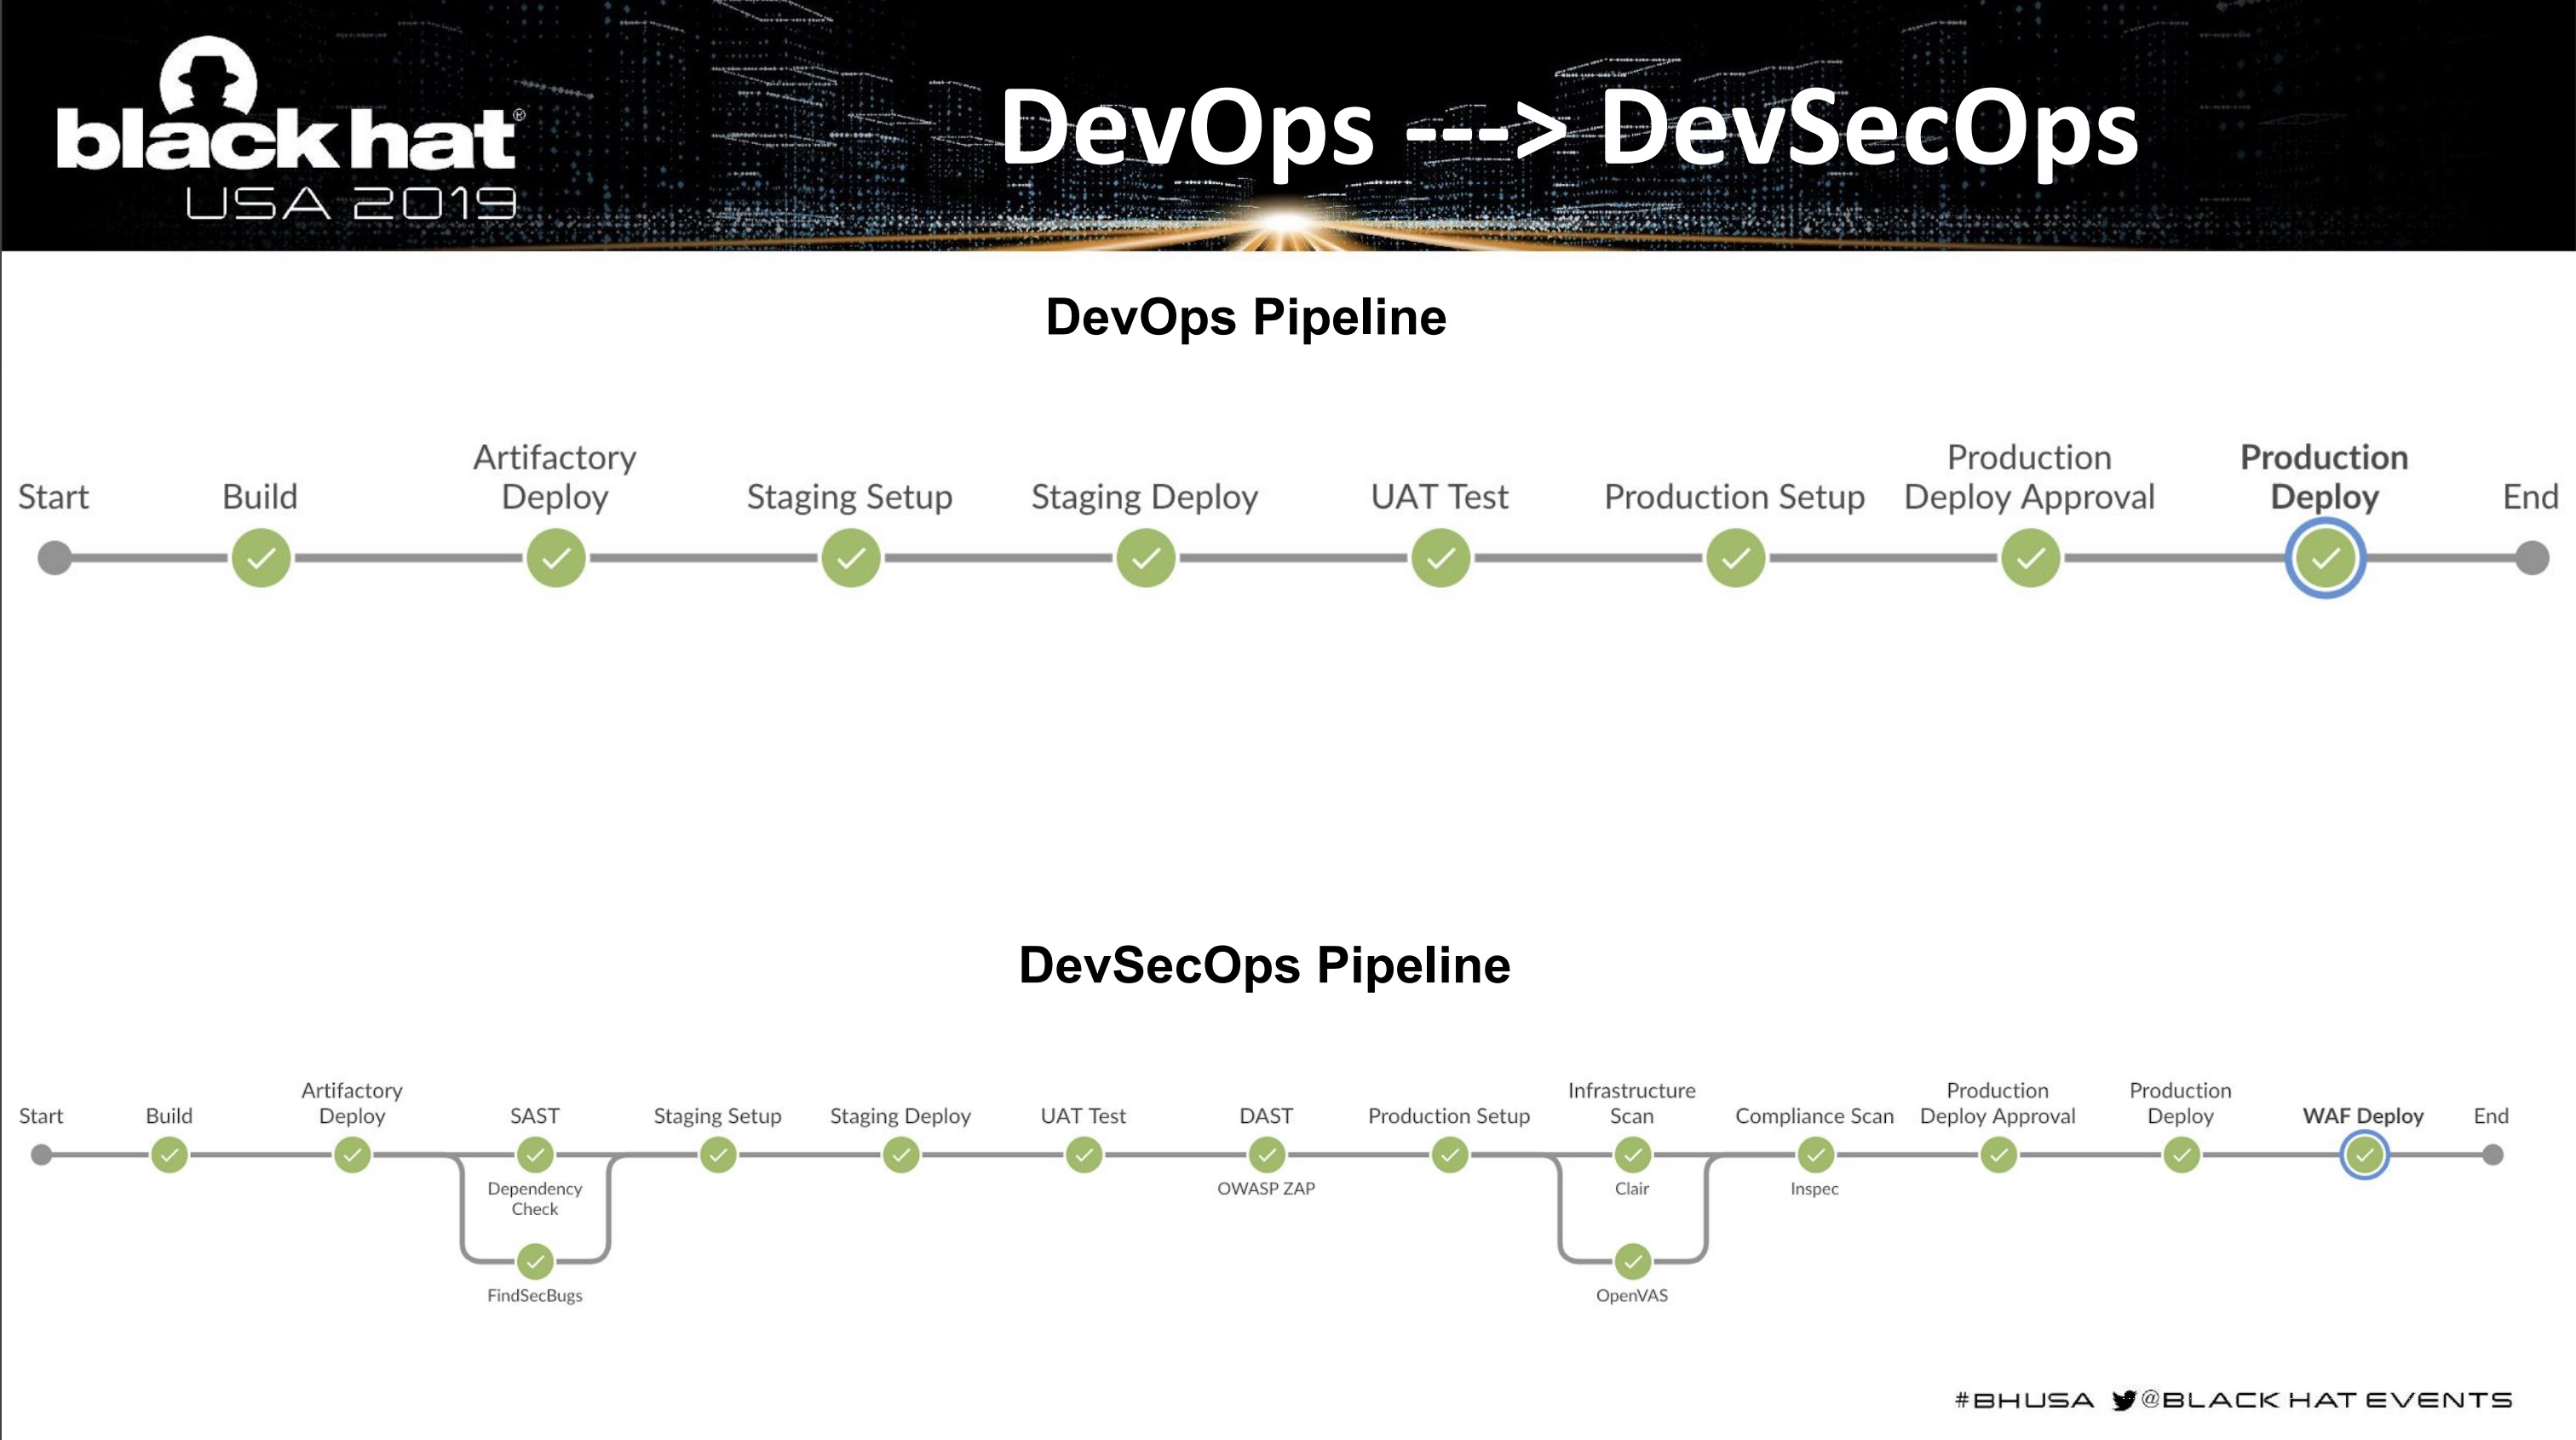 black hat®
USA 2019
DevOps ---> DevSecOps
DevOps Pipeline
Start
Build
Artifactory
Deploy
Staging Setup
Staging Deploy
UAT Test
Production Setup
Production
Deploy Approval
Production
Deploy
End
DevSecOps Pipeline
Start
Build
Artifactory
Deploy
SAST
Dependency
Check
FindSecBugs
Staging Setup
Staging Deploy
UAT Test
DAST
OWASP ZAP
Production Setup
Infrastructure
Scan
Clair
OpenVAS
Compliance Scan
Inspec
Production
Deploy Approval
Production
Deploy
WAF Deploy
End
#BHUSA @BLACK HAT EVENTS